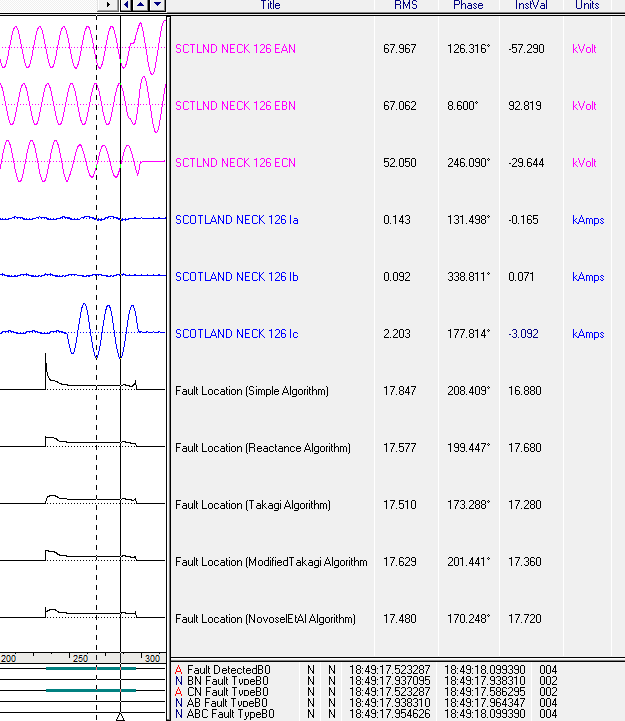 Title RMS Phase InstVal Units
SCTLND NECK 126 EAN 67.967 126.316° -57.290 kVolt
SCTLND NECK 126 EBN 67.062 8.600° 92.819 kVolt
SCTLND NECK 126 ECN 52.050 246.090° -29.644 kVolt
SCOTLAND NECK 126 Ia 0.143 131.498° -0.165 kAmps
SCOTLAND NECK 126 Ib 0.092 338.811° 0.071 kAmps
SCOTLAND NECK 126 Ic 2.203 177.814° -3.092 kAmps
Fault Location (Simple Algorithm) 17.847 208.409° 16.880
Fault Location (Reactance Algorithm) 17.577 199.447° 17.680
Fault Location (Takagi Algorithm) 17.510 173.288° 17.280
Fault Location (ModifiedTakagi Algorithm 17.629 201.441° 17.360
Fault Location (NovoselEtAl Algorithm) 17.480 170.248° 17.720
200 250 300
A Fault DetectedB0 N N 18:49:17.523287 18:49:18.099390 004
N BN Fault TypeB0 N N 18:49:17.937095 18:49:17.938310 002
A CN Fault TypeB0 N N 18:49:17.523287 18:49:17.586295 002
N AB Fault TypeB0 N N 18:49:17.938310 18:49:17.964347 004
N ABC Fault TypeB0 N N 18:49:17.954626 18:49:18.099390 004